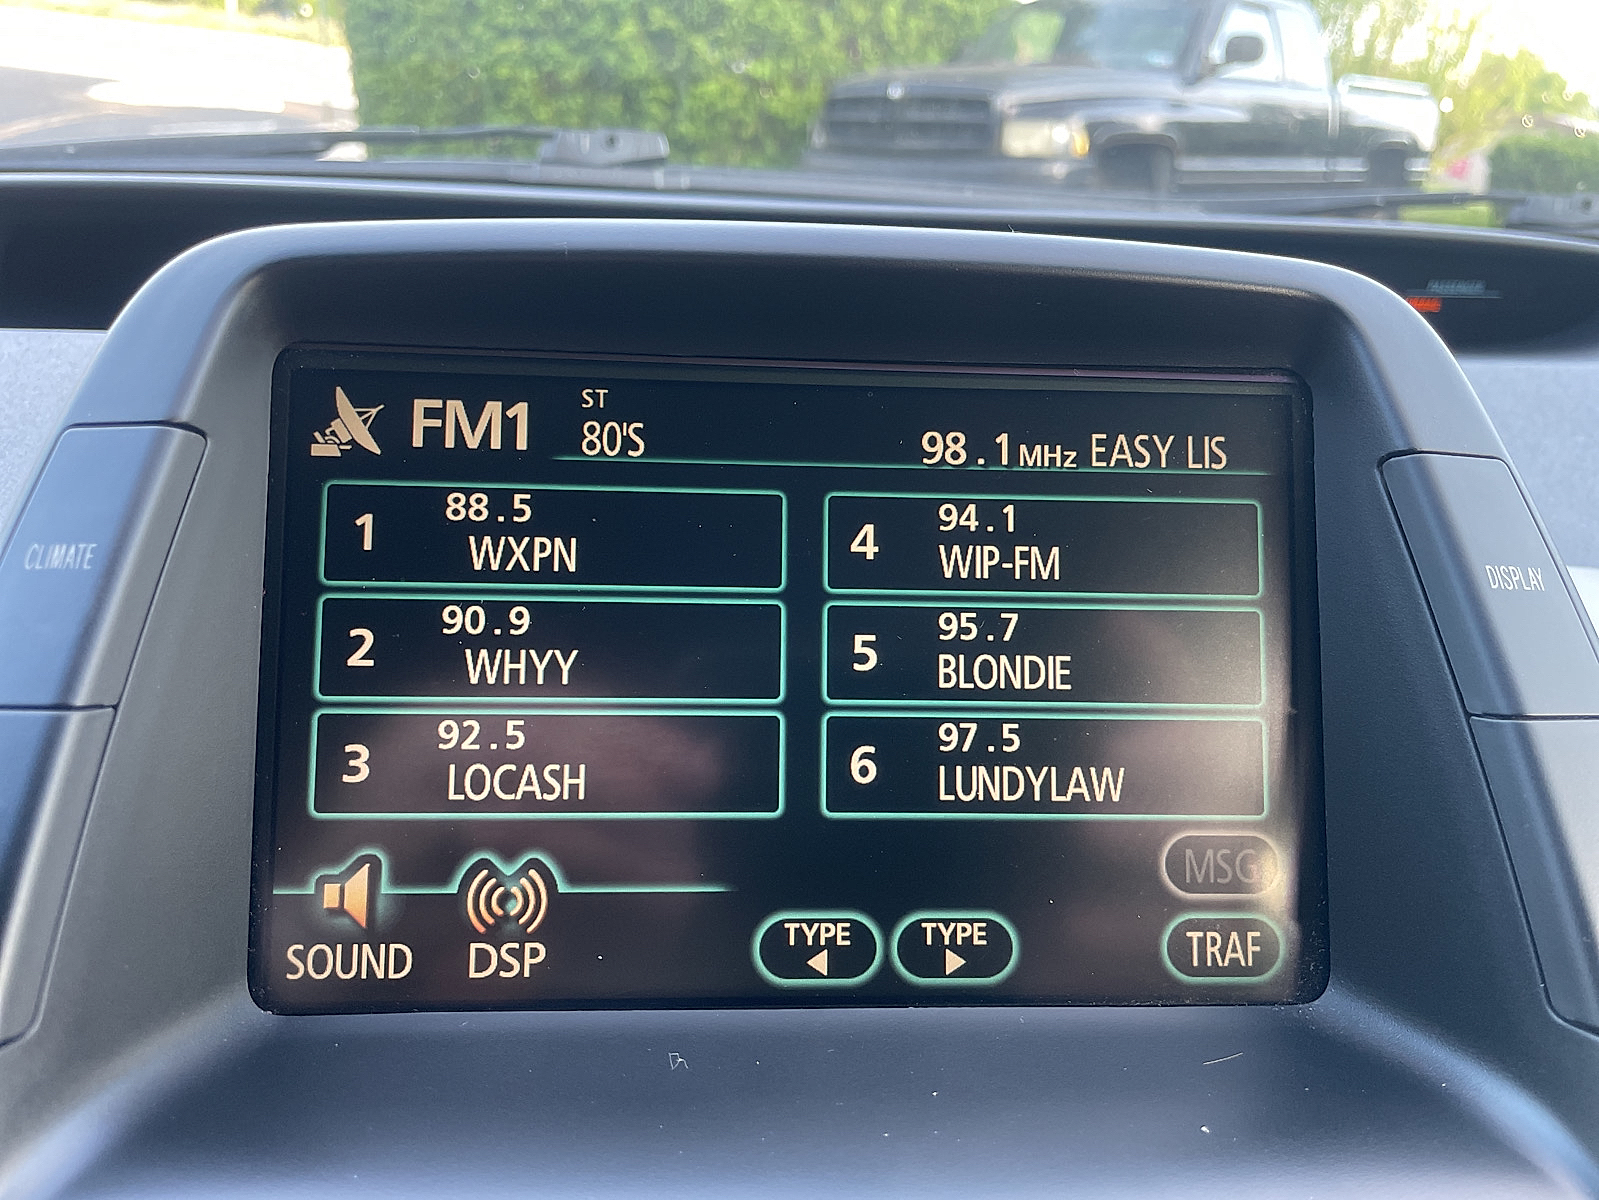 FM1
ST
80'S
98.1 MHz EASY LIS
1 88.5
WXPN
2 90.9
WHYY
3 92.5
LOCASH
4 94.1
WIP-FM
5 95.7
BLONDIE
6 97.5
LUNDYLAW
CLIMATE
DISPLAY
SOUND
DSP
TYPE
TYPE
MSG
TRAF
PASSENGER